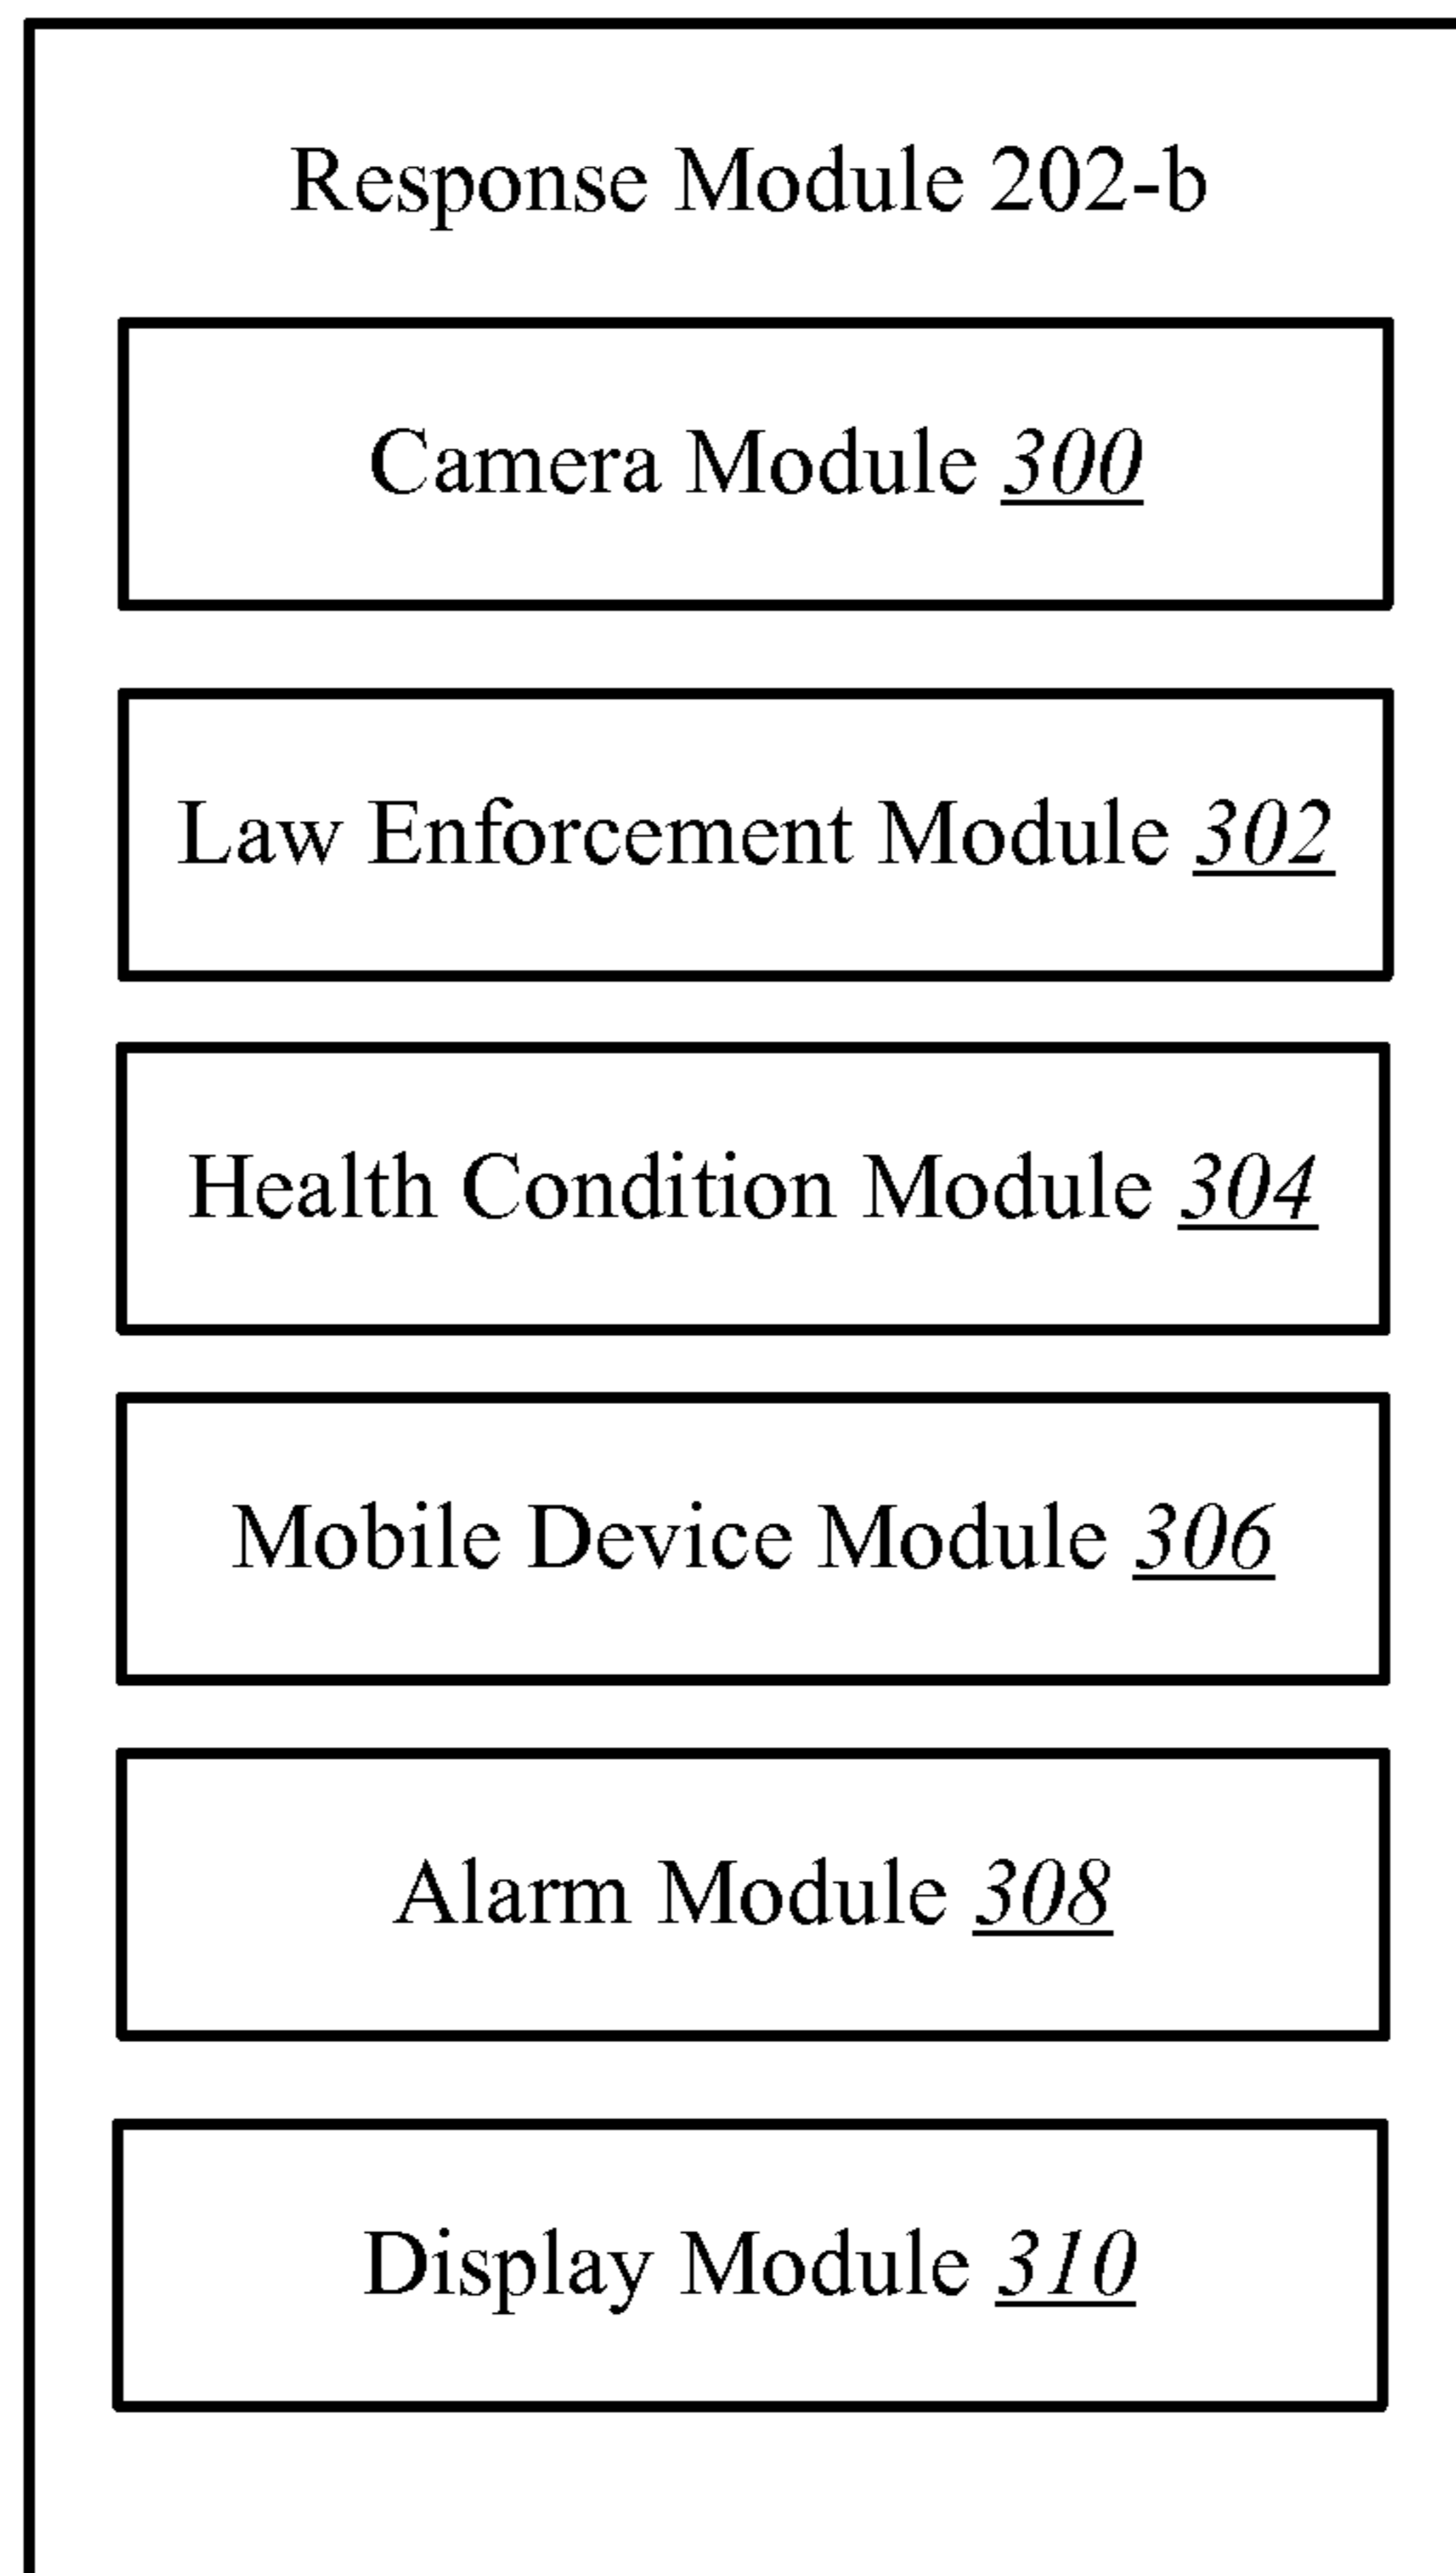 Response Module 202-b
Camera Module 300
Law Enforcement Module 302
Health Condition Module 304
Mobile Device Module 306
Alarm Module 308
Display Module 310